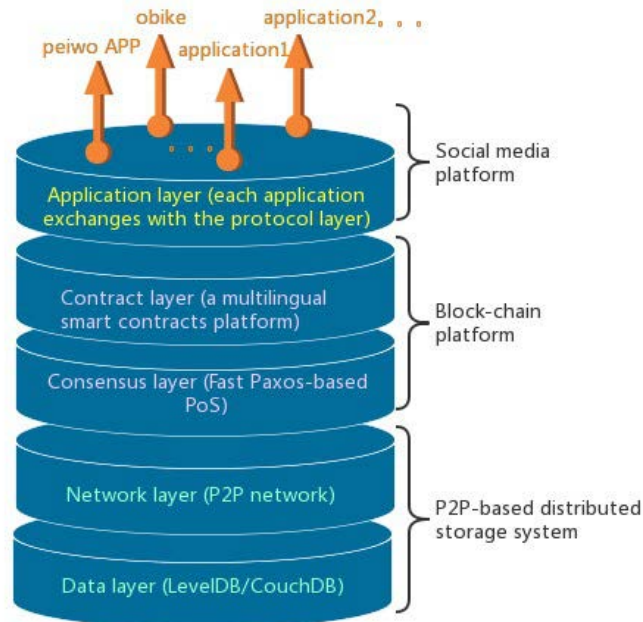 obike
application2。。。
peiwo APP
application1
。。。
Social media
platform
Application layer (each application
exchanges with the protocol layer)
Contract layer (a multilingual
smart contracts platform)
Block-chain
platform
Consensus layer (Fast Paxos-based
PoS)
Network layer (P2P network)
P2P-based distributed
storage system
Data layer (LevelDB/CouchDB)